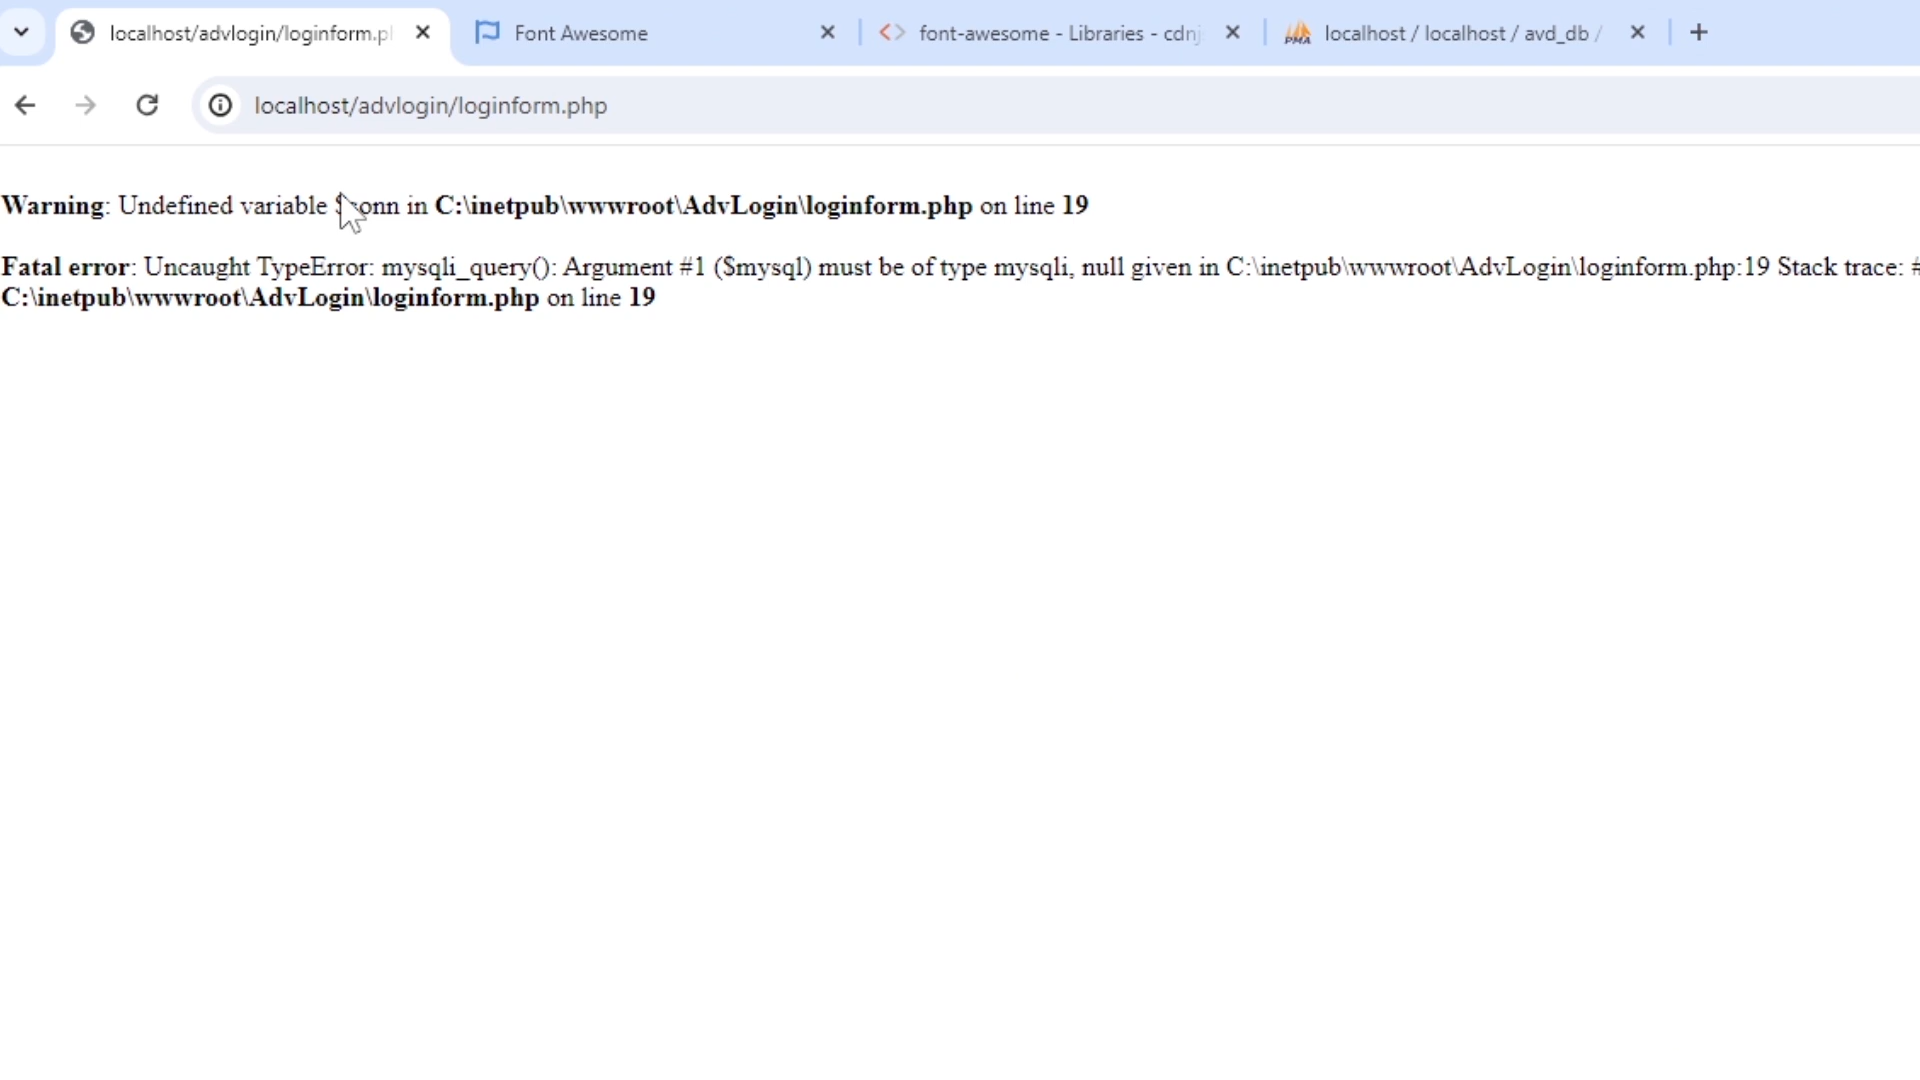 localhost/advlogin/loginform.p
Font Awesome
font-awesome - Libraries - cdnj
localhost / localhost / avd_db /
localhost/advlogin/loginform.php
Warning: Undefined variable $conn in C:\inetpub\wwwroot\AdvLogin\loginform.php on line 19
Fatal error: Uncaught TypeError: mysqli_query(): Argument #1 ($mysql) must be of type mysqli, null given in C:\inetpub\wwwroot\AdvLogin\loginform.php:19 Stack trace: #
C:\inetpub\wwwroot\AdvLogin\loginform.php on line 19